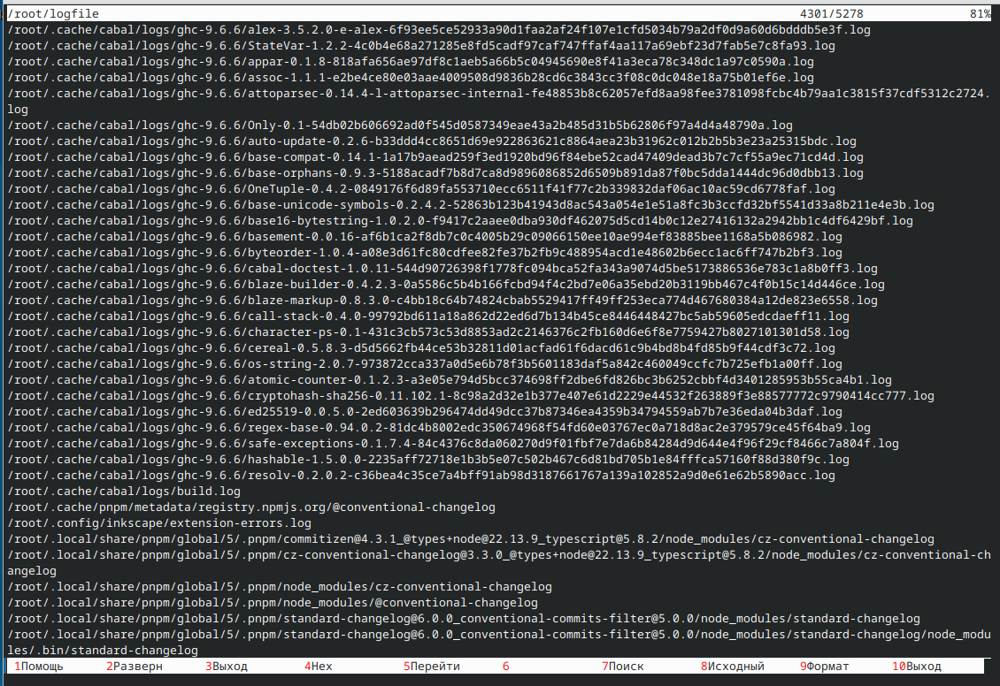 /root/logfile 4301/5278 81%
/root/.cache/cabal/logs/ghc-9.6.6/alex-3.5.2.0-e-alex-6f93ee5ce52933a90d1faa2af24f107e1cfd5034b79a2df0d9a60d6bdddb5e3f.log
/root/.cache/cabal/logs/ghc-9.6.6/StateVar-1.2.2-4c0b4e68a271285e8fd5cadf97caf747ffaf4aa117a69ebf23d7fab5e7c8fa93.log
/root/.cache/cabal/logs/ghc-9.6.6/appar-0.1.8-818afa656ae97df8c1aeb5a66b5c04945690e8f41a3eca78c348dc1a97c0590a.log
/root/.cache/cabal/logs/ghc-9.6.6/assoc-1.1.1-e2be4ce80e03aae4009508d9836b28cd6c3843cc3f08c0dc048e18a75b01ef6e.log
/root/.cache/cabal/logs/ghc-9.6.6/attoparsec-0.14.4-l-attoparsec-internal-fe48853b8c62057efd8aa98fee3781098fcbc4b79aa1c3815f37cdf5312c2724.
log
/root/.cache/cabal/logs/ghc-9.6.6/Only-0.1-54db02b606692ad0f545d0587349eae43a2b485d31b5b62806f97a4d4a48790a.log
/root/.cache/cabal/logs/ghc-9.6.6/auto-update-0.2.6-b33ddd4cc8651d69e922863621c8864aea23b31962c012b2b5b3e23a25315bdc.log
/root/.cache/cabal/logs/ghc-9.6.6/base-compat-0.14.1-1a17b9aead259f3ed1920bd96f84ebe52cad47409dead3b7c7cf55a9ec71cd4d.log
/root/.cache/cabal/logs/ghc-9.6.6/base-orphans-0.9.3-5188acadf7b8d7ca8d9896086852d6509b891da87f0bc5dda1444dc96d0dbb13.log
/root/.cache/cabal/logs/ghc-9.6.6/OneTuple-0.4.2-0849176f6d89fa553710ecc6511f41f77c2b339832daf06ac10ac59cd6778faf.log
/root/.cache/cabal/logs/ghc-9.6.6/base-unicode-symbols-0.2.4.2-52863b123b41943d8ac543a054e1e51a8fc3b3ccfd32bf5541d33a8b211e4e3b.log
/root/.cache/cabal/logs/ghc-9.6.6/base16-bytestring-1.0.2.0-f9417c2aaee0dba930df462075d5cd14b0c12e27416132a2942bb1c4df6429bf.log
/root/.cache/cabal/logs/ghc-9.6.6/basement-0.0.16-af6b1ca2f8db7c0c4005b29c09066150ee10ae994ef83885bee1168a5b086982.log
/root/.cache/cabal/logs/ghc-9.6.6/byteorder-1.0.4-a08e3d61fc80cdfee82fe37b2fb9c488954acd1e48602b6ecc1ac6ff747b2bf3.log
/root/.cache/cabal/logs/ghc-9.6.6/cabal-doctest-1.0.11-544d90726398f1778fc094bca52fa343a9074d5be5173886536e783c1a8b0ff3.log
/root/.cache/cabal/logs/ghc-9.6.6/blaze-builder-0.4.2.3-0a5586c5b4b166fcbd94f4c2bd7e06a35ebd20b3119bb467c4f0b15c14d446ce.log
/root/.cache/cabal/logs/ghc-9.6.6/blaze-markup-0.8.3.0-c4bb18c64b74824cbab5529417ff49ff253eca774d467680384a12de823e6558.log
/root/.cache/cabal/logs/ghc-9.6.6/call-stack-0.4.0-99792bd611a18a862d22ed6d7b134b45ce8446448427bc5ab59605edcdaeff11.log
/root/.cache/cabal/logs/ghc-9.6.6/character-ps-0.1-431c3cb573c53d8853ad2c2146376c2fb160d6e6f8e7759427b8027101301d58.log
/root/.cache/cabal/logs/ghc-9.6.6/cereal-0.5.8.3-d5d5662fb44ce53b32811d01acfad61f6dacd61c9b4bd8b4fd85b9f44cdf3c72.log
/root/.cache/cabal/logs/ghc-9.6.6/os-string-2.0.7-973872cca337a0d5e6b78f3b5601183daf5a842c460049ccfc7b725efb1a00ff.log
/root/.cache/cabal/logs/ghc-9.6.6/atomic-counter-0.1.2.3-a3e05e794d5bcc374698ff2dbe6fd826bc3b6252cbbf4d3401285953b55ca4b1.log
/root/.cache/cabal/logs/ghc-9.6.6/cryptohash-sha256-0.11.102.1-8c98a2d32e1b377e407e61d2229e44532f263889f3e88577772c9790414cc777.log
/root/.cache/cabal/logs/ghc-9.6.6/ed25519-0.0.5.0-2ed603639b296474dd49dcc37b87346ea4359b34794559ab7b7e36eda04b3daf.log
/root/.cache/cabal/logs/ghc-9.6.6/regex-base-0.94.0.2-81dc4b8002edc350674968f54fd60e03767ec0a718d8ac2e379579ce45f64ba9.log
/root/.cache/cabal/logs/ghc-9.6.6/safe-exceptions-0.1.7.4-84c4376c8da060270d9f01fbf7e7da6b84284d9d644e4f96f29cf8466c7a804f.log
/root/.cache/cabal/logs/ghc-9.6.6/hashable-1.5.0.0-2235aff72718e1b3b5e07c502b467c6d81bd705b1e84fffca57160f88d380f9c.log
/root/.cache/cabal/logs/ghc-9.6.6/resolv-0.2.0.2-c36bea4c35ce7a4bff91ab98d3187661767a139a102852a9d0e61e62b5890acc.log
/root/.cache/cabal/logs/build.log
/root/.cache/pnpm/metadata/registry.npmjs.org/@conventional-changelog
/root/.config/inkscape/extension-errors.log
/root/.local/share/pnpm/global/5/.pnpm/commitizen@4.3.1_@types+node@22.13.9_typescript@5.8.2/node_modules/cz-conventional-changelog
/root/.local/share/pnpm/global/5/.pnpm/cz-conventional-changelog@3.3.0_@types+node@22.13.9_typescript@5.8.2/node_modules/cz-conventional-ch
angelog
/root/.local/share/pnpm/global/5/.pnpm/node_modules/cz-conventional-changelog
/root/.local/share/pnpm/global/5/.pnpm/node_modules/@conventional-changelog
/root/.local/share/pnpm/global/5/.pnpm/standard-changelog@6.0.0_conventional-commits-filter@5.0.0/node_modules/standard-changelog
/root/.local/share/pnpm/global/5/.pnpm/standard-changelog@6.0.0_conventional-commits-filter@5.0.0/node_modules/standard-changelog/node_modu
les/.bin/standard-changelog
1Помощь 2Разверн 3Выход 4Hex 5Перейти 6 7Поиск 8Исходный 9Формат 10Выход